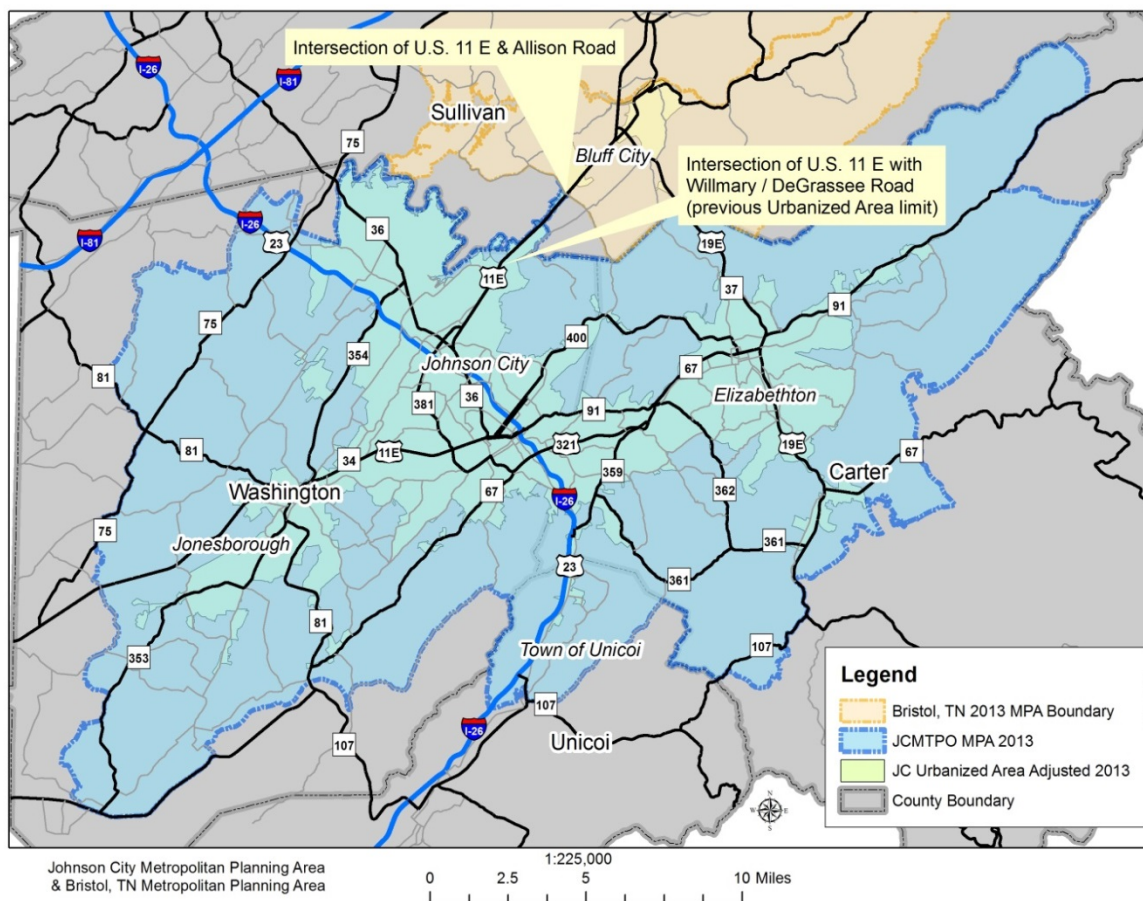 Intersection of U.S. 11 E & Allison Road
I-26
I-81
Sullivan
75
Bluff City
Intersection of U.S. 11 E with
Willmary / DeGrassee Road
(previous Urbanized Area limit)
I-26
23
36
I-81
19E
11E
37
91
75
400
354
Johnson City
67
81
36
381
Elizabethton
91
321
19E
34
11E
81
359
67
Carter
Washington
67
362
I-26
75
Jonesborough
361
23
361
81
353
Town of Unicoi
107
107
I-26
107
Unicoi
Legend
Bristol, TN 2013 MPA Boundary
JCMTPO MPA 2013
JC Urbanized Area Adjusted 2013
County Boundary
N
W E
S
Johnson City Metropolitan Planning Area
& Bristol, TN Metropolitan Planning Area
1:225,000
0 2.5 5 10 Miles